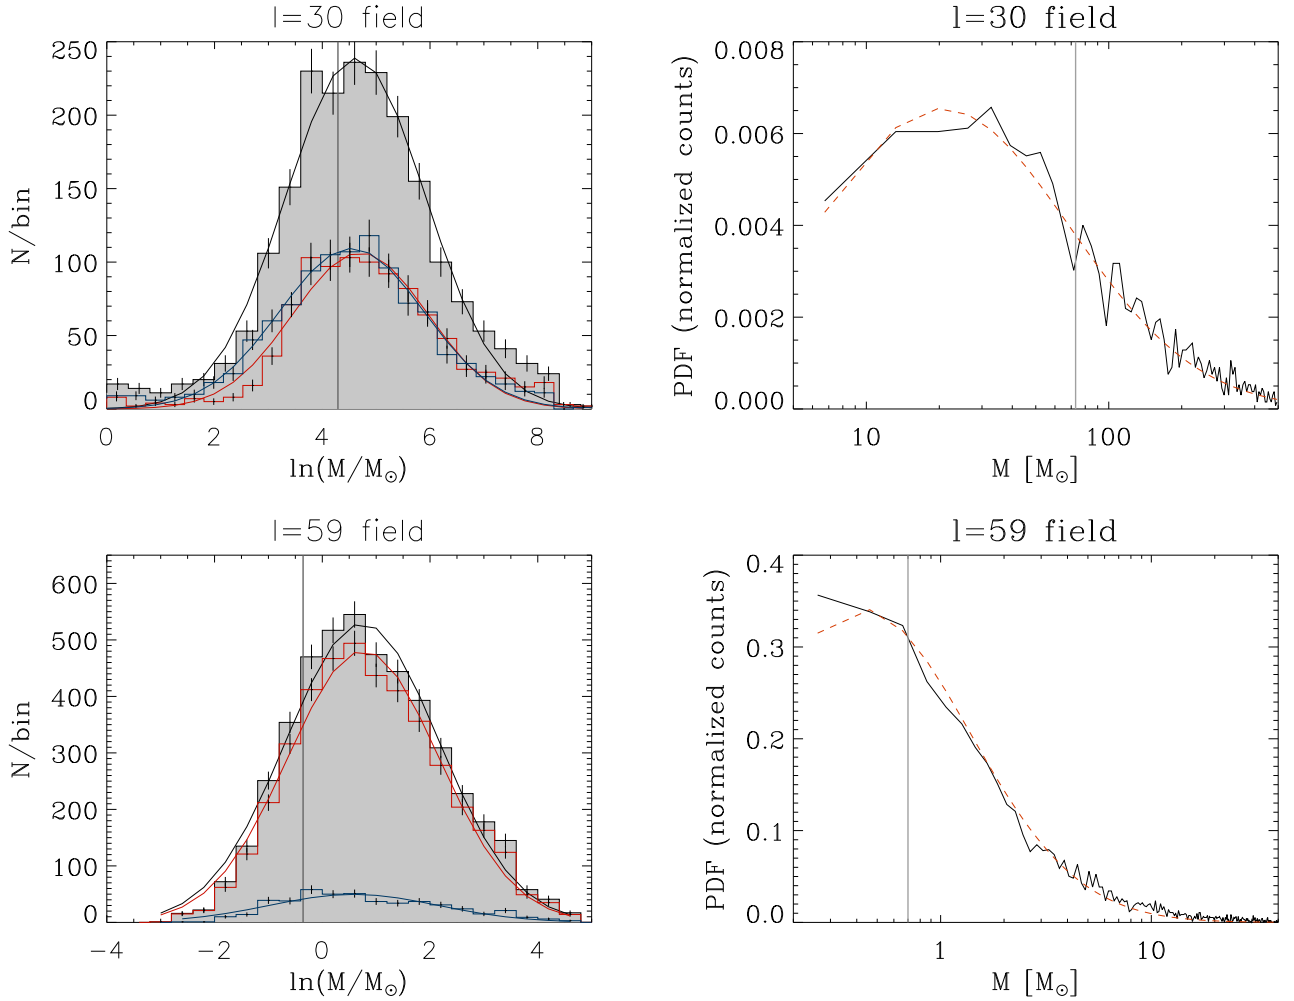 l=30 field
250
200
150
100
50
0
N/bin
0 2 4 6 8
ln(M/M⊙)
l=30 field
0.008
0.006
0.004
0.002
0.000
PDF (normalized counts)
10 100
M [M⊙]
l=59 field
600
500
400
300
200
100
0
N/bin
−4 −2 0 2 4
ln(M/M⊙)
l=59 field
0.4
0.3
0.2
0.1
0.0
PDF (normalized counts)
1 10
M [M⊙]